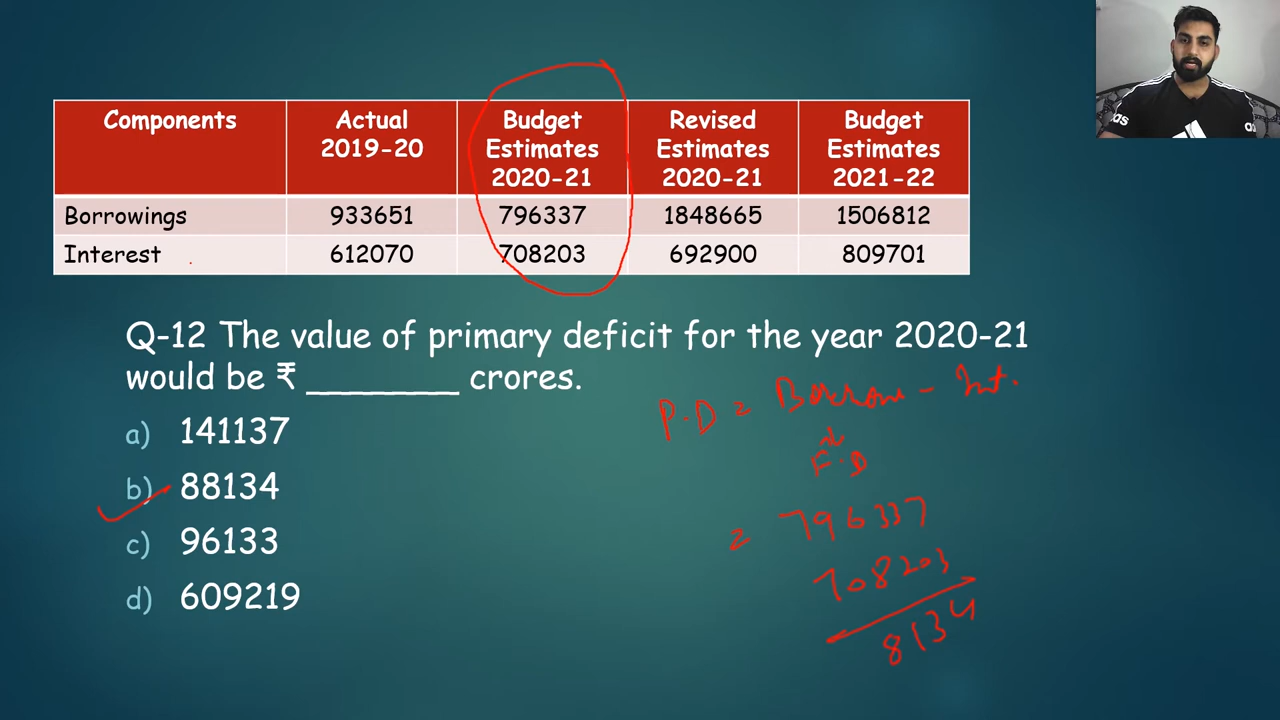 Components Actual 2019-20 Budget Estimates 2020-21 Revised Estimates 2020-21 Budget Estimates 2021-22
Borrowings 933651 796337 1848665 1506812
Interest 612070 708203 692900 809701
Q-12 The value of primary deficit for the year 2020-21
would be ₹ ________ crores.
a) 141137
b) 88134
c) 96133
d) 609219
P.D = Borrow - Int.
F.D
= 796337
708203
8134
das
as